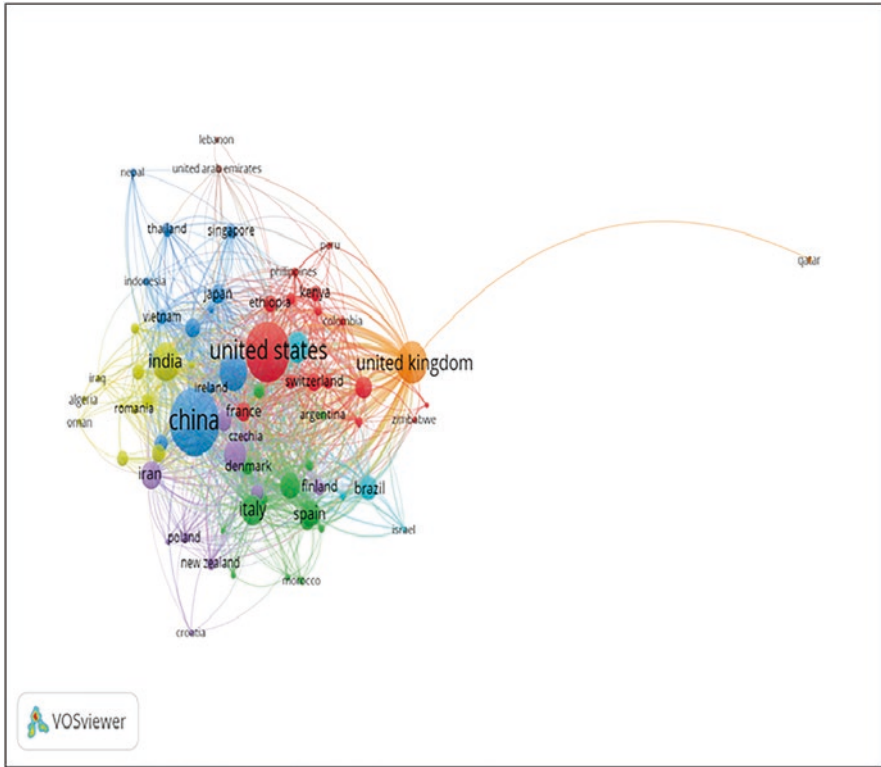 lebanon
united arab emirates
nepal
thailand
singapore
peru
qatar
philippines
indonesia
japan
kenya
ethiopia
vietnam
colombia
united states
india
united kingdom
iraq
ireland
switzerland
algeria
romania
france
argentina
oman
china
zimbabwe
czechia
denmark
iran
finland
brazil
italy
spain
israel
poland
new zealand
morocco
croatia
VOSviewer